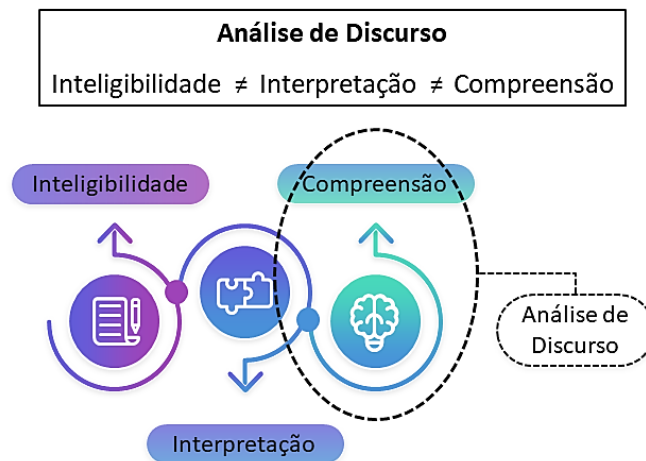 Análise de Discurso
Inteligibilidade ≠ Interpretação ≠ Compreensão
Inteligibilidade
Compreensão
Análise de
Discurso
Interpretação